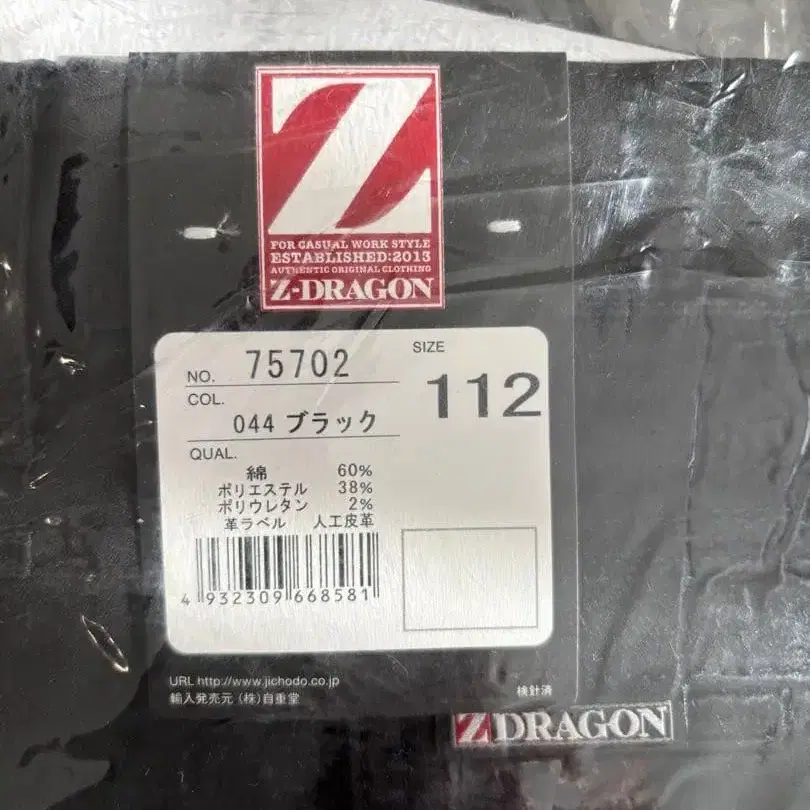 Z
FOR CASUAL WORK STYLE
ESTABLISHED:2013
AUTHENTIC ORIGINAL CLOTHING
Z-DRAGON
NO. 75702
SIZE
112
COL.
044 ブラック
QUAL.
綿 60%
ポリエステル 38%
ポリウレタン 2%
革ラベル 人工皮革
4 932309 668581
URL http://www.jichodo.co.jp
輸入発売元 (株)自重堂
検針済
Z DRAGON